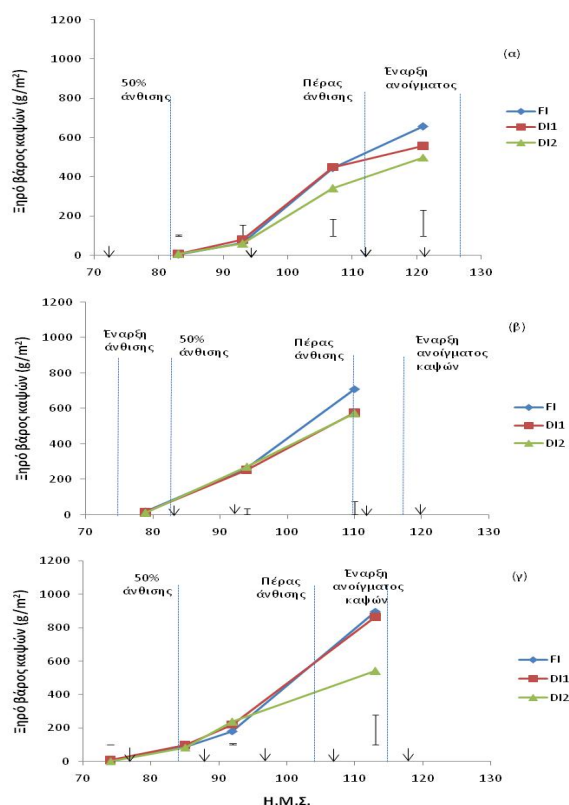 (α)
Ξηρό βάρος καψών (g/m²)
1200
1000
800
600
400
200
0
50%
άνθισης
Πέρας
άνθισης
Έναρξη
ανοίγματος
FI
DI1
DI2
70 80 90 100 110 120 130
(β)
Ξηρό βάρος καψών (g/m²)
1200
1000
800
600
400
200
0
Έναρξη
άνθισης
50%
άνθισης
Πέρας
άνθισης
Έναρξη
ανοίγματος
καψών
FI
DI1
DI2
70 80 90 100 110 120 130
(γ)
Ξηρό βάρος καψών (g/m²)
1200
1000
800
600
400
200
0
50%
άνθισης
Πέρας
άνθισης
Έναρξη
ανοίγματος
καψών
FI
DI1
DI2
70 80 90 100 110 120 130
Η.Μ.Σ.